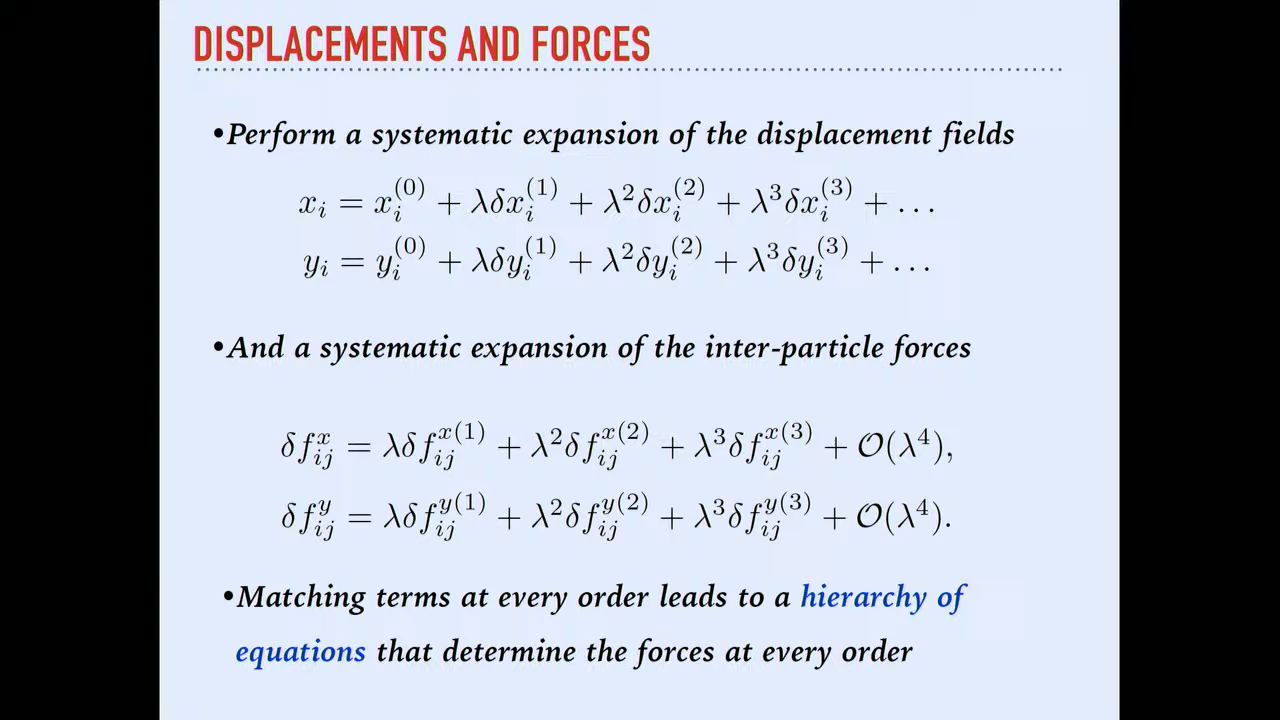 DISPLACEMENTS AND FORCES
•Perform a systematic expansion of the displacement fields
x_i = x_i^{(0)} + λδx_i^{(1)} + λ^2δx_i^{(2)} + λ^3δx_i^{(3)} + . . .
y_i = y_i^{(0)} + λδy_i^{(1)} + λ^2δy_i^{(2)} + λ^3δy_i^{(3)} + . . .
•And a systematic expansion of the inter-particle forces
δf_{ij}^x = λδf_{ij}^{x(1)} + λ^2δf_{ij}^{x(2)} + λ^3δf_{ij}^{x(3)} + O(λ^4),
δf_{ij}^y = λδf_{ij}^{y(1)} + λ^2δf_{ij}^{y(2)} + λ^3δf_{ij}^{y(3)} + O(λ^4).
•Matching terms at every order leads to a hierarchy of
equations that determine the forces at every order